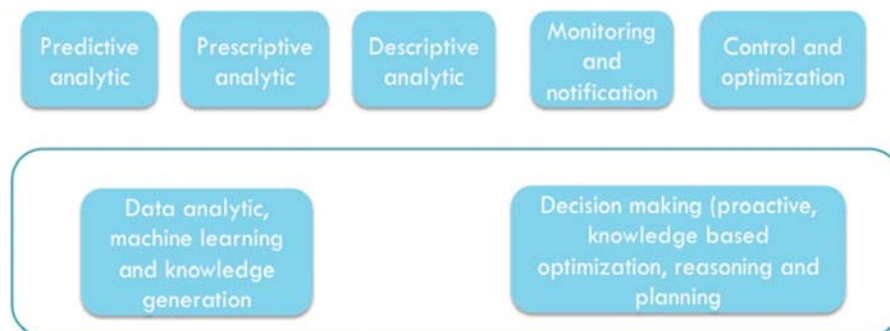 Predictive
analytic
Prescriptive
analytic
Descriptive
analytic
Monitoring
and
notification
Control and
optimization
Data analytic,
machine learning
and knowledge
generation
Decision making (proactive,
knowledge based
optimization, reasoning and
planning